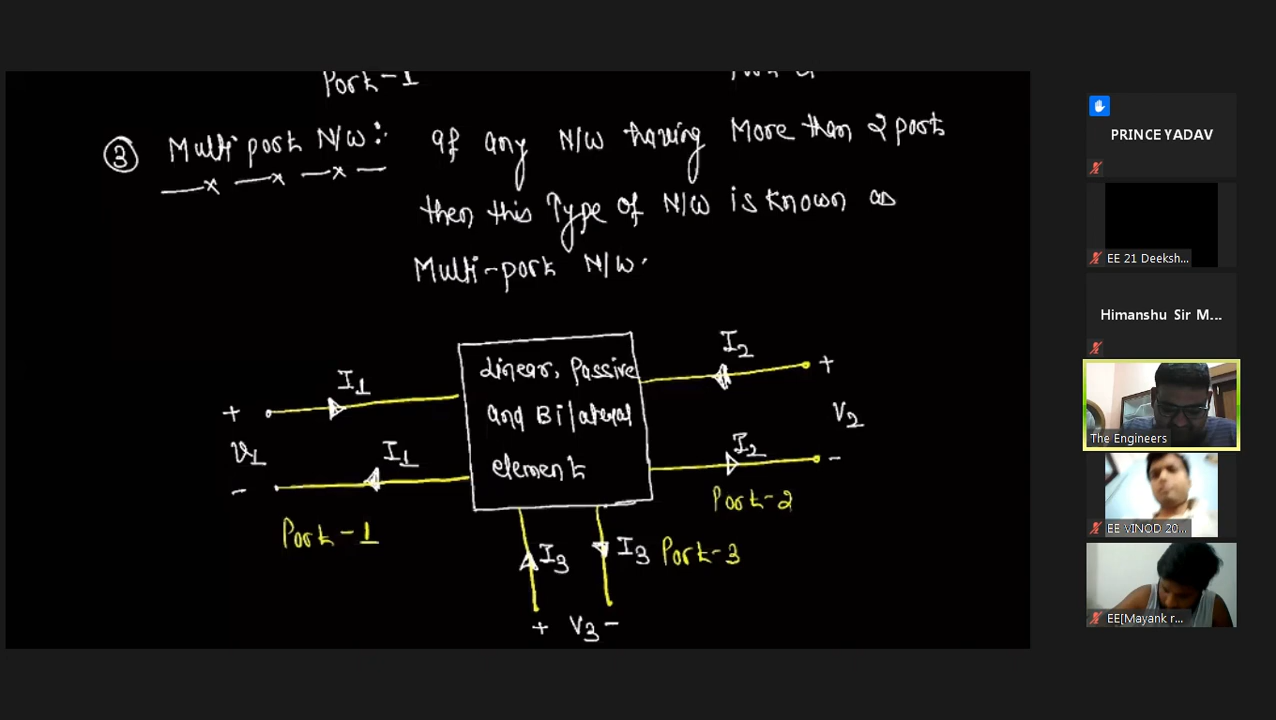 Port-1
③ Multi port N/W:- If any N/W having More than 2 port
then this Type of N/W is known as
Multi-port N/W.
I1
I2
+
+
Linear, Passive
and Bilateral
element
V1
V2
I1
I2
-
-
Port-1
Port-2
I3
I3
Port-3
+ V3 -
PRINCE YADAV
EE 21 Deeksh...
Himanshu Sir M...
The Engineers
EE VINOD 20...
EE[Mayank r...